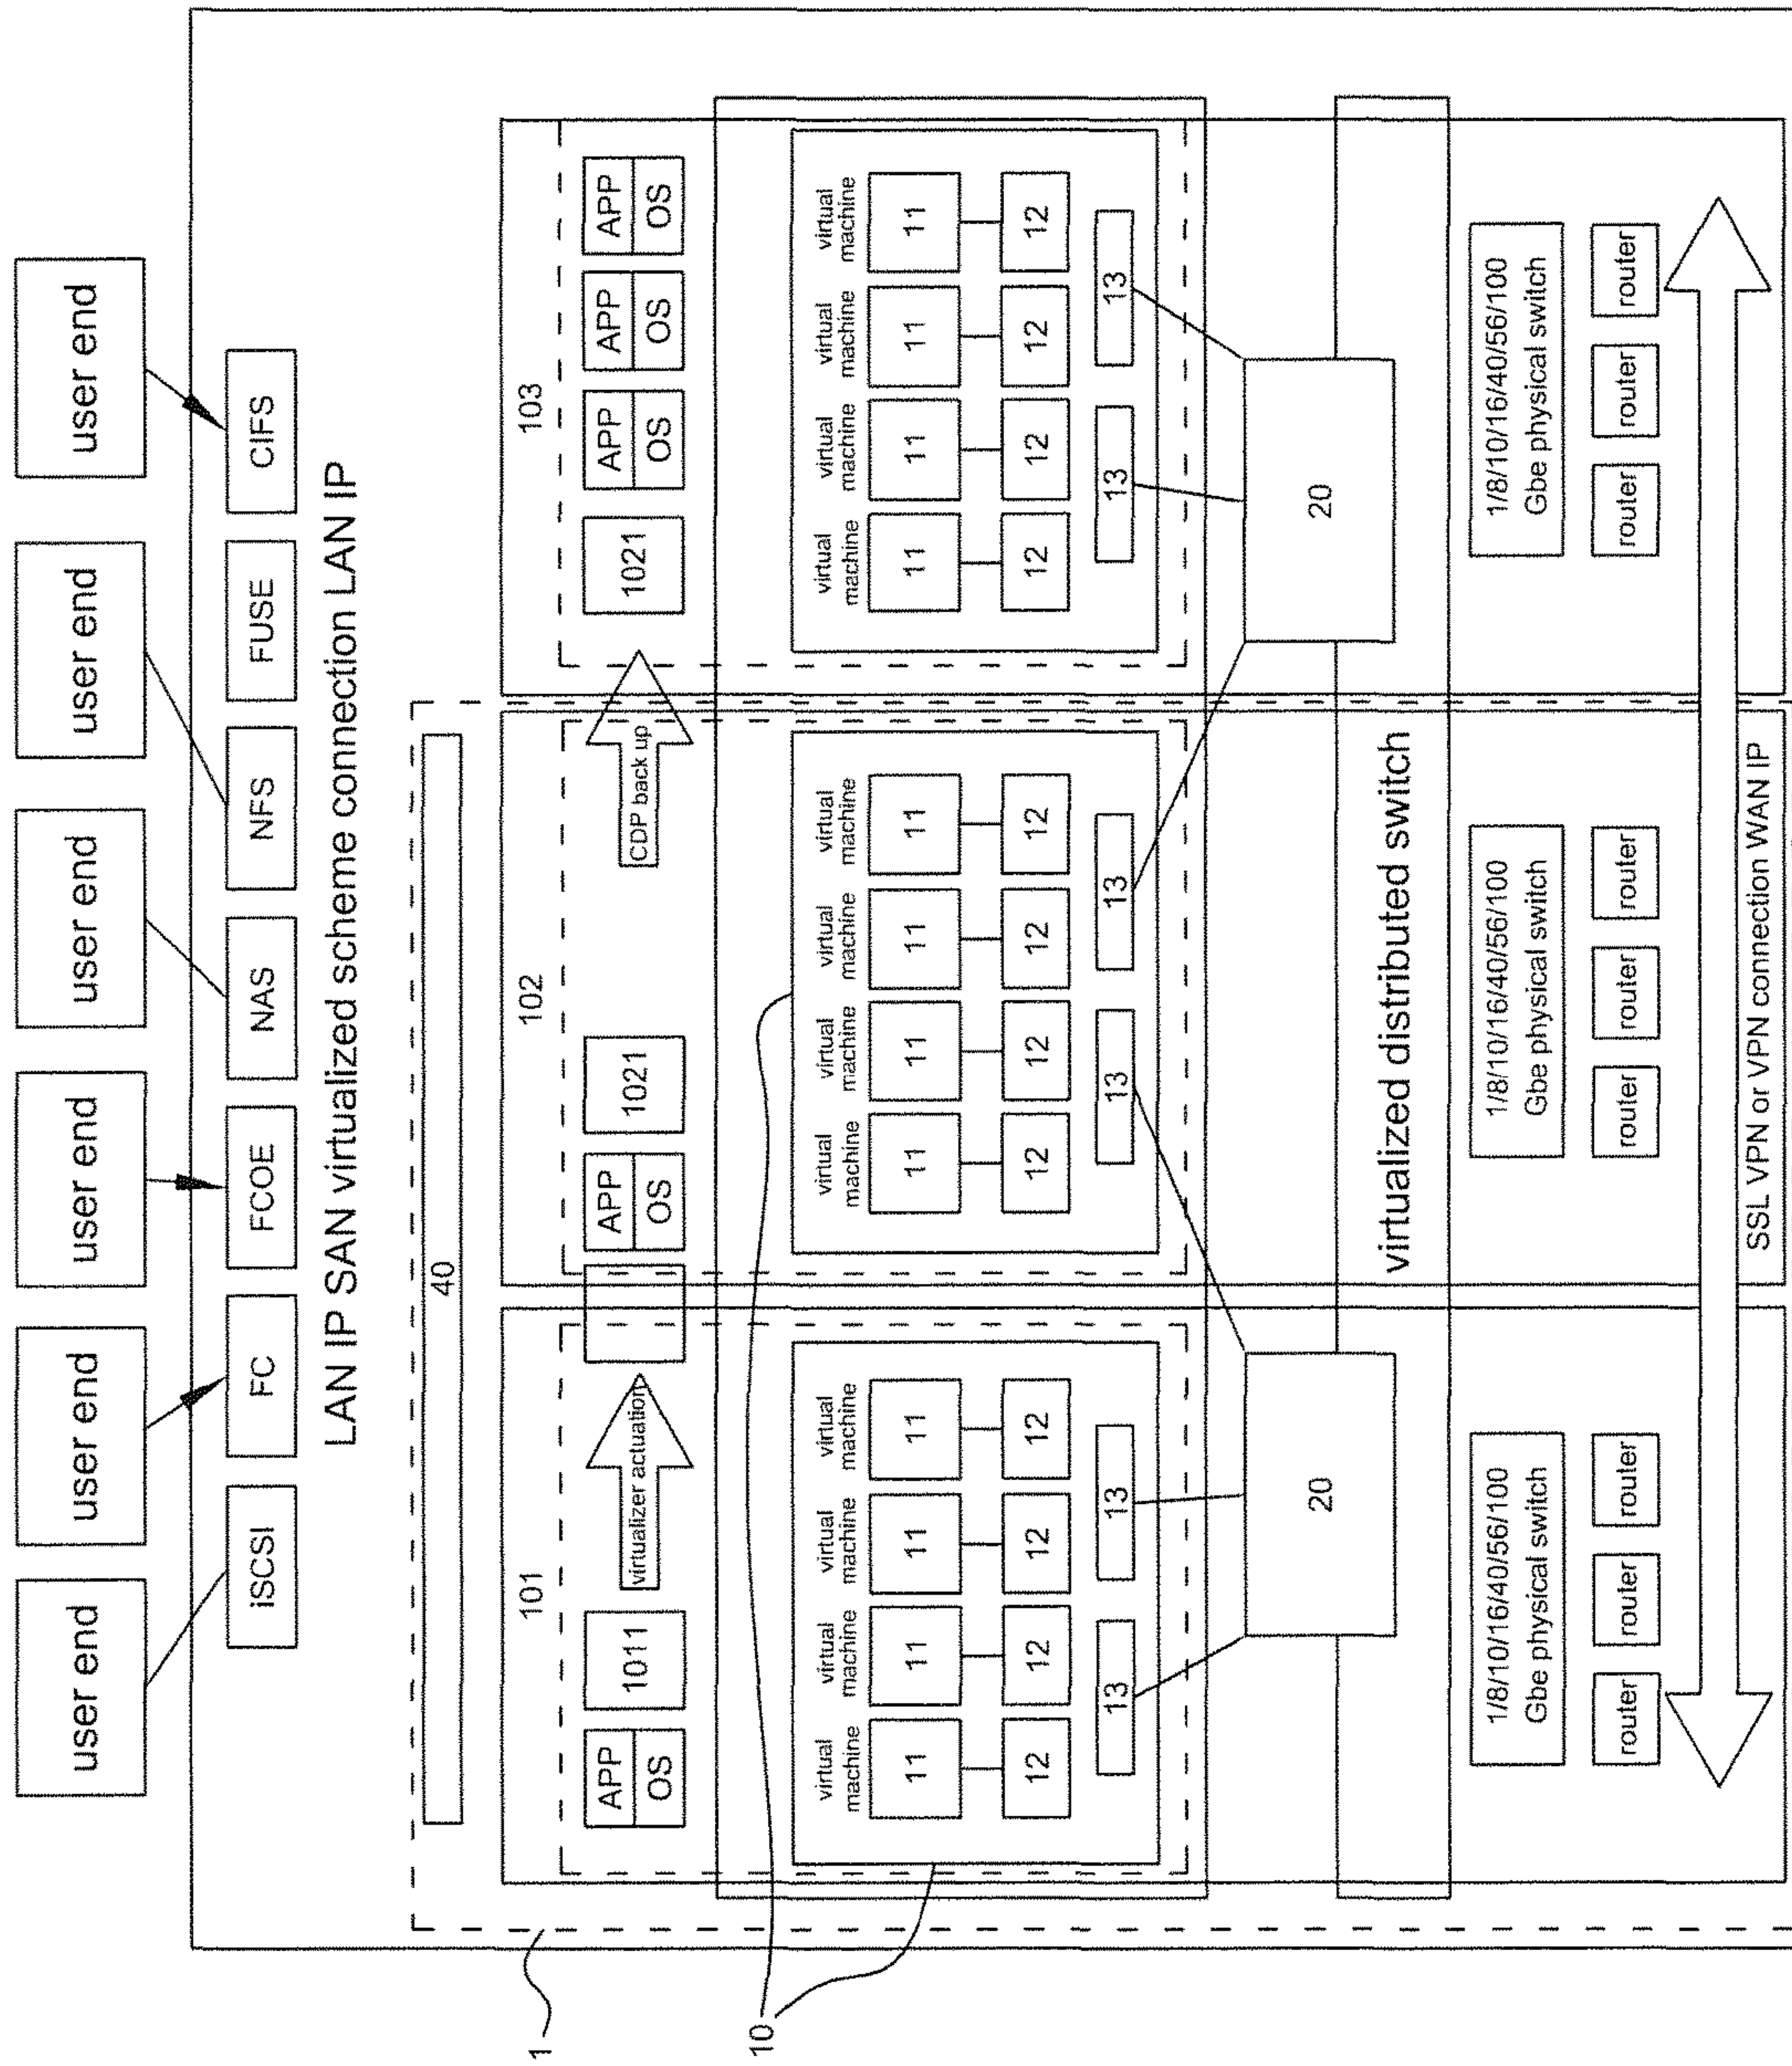 user end
user end
user end
user end
user end
user end
iSCSI
FC
FCOE
NAS
NFS
FUSE
CIFS
LAN IP SAN virtualized scheme connection LAN IP
1
40
101
102
103
APP
OS
1011
virtualizer actuation
APP
OS
1021
CDP back up
1021
APP
OS
APP
OS
APP
OS
10
virtual machine
virtual machine
virtual machine
virtual machine
virtual machine
virtual machine
virtual machine
virtual machine
virtual machine
virtual machine
virtual machine
virtual machine
11
11
11
11
11
11
11
11
11
11
11
11
12
12
12
12
12
12
12
12
12
12
12
12
13
13
13
13
13
13
20
20
virtualized distributed switch
1/8/10/16/40/56/100
Gbe physical switch
1/8/10/16/40/56/100
Gbe physical switch
1/8/10/16/40/56/100
Gbe physical switch
router
router
router
router
router
router
router
router
router
SSL VPN or VPN connection WAN IP